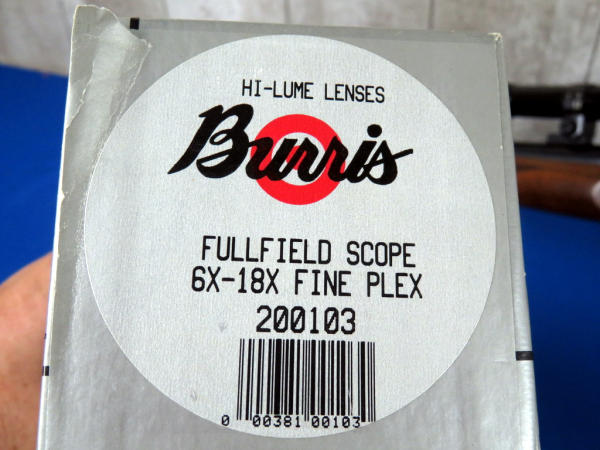 HI-LUME LENSES
Burris
FULLFIELD SCOPE
6X-18X FINE PLEX
200103
0 00381 00103